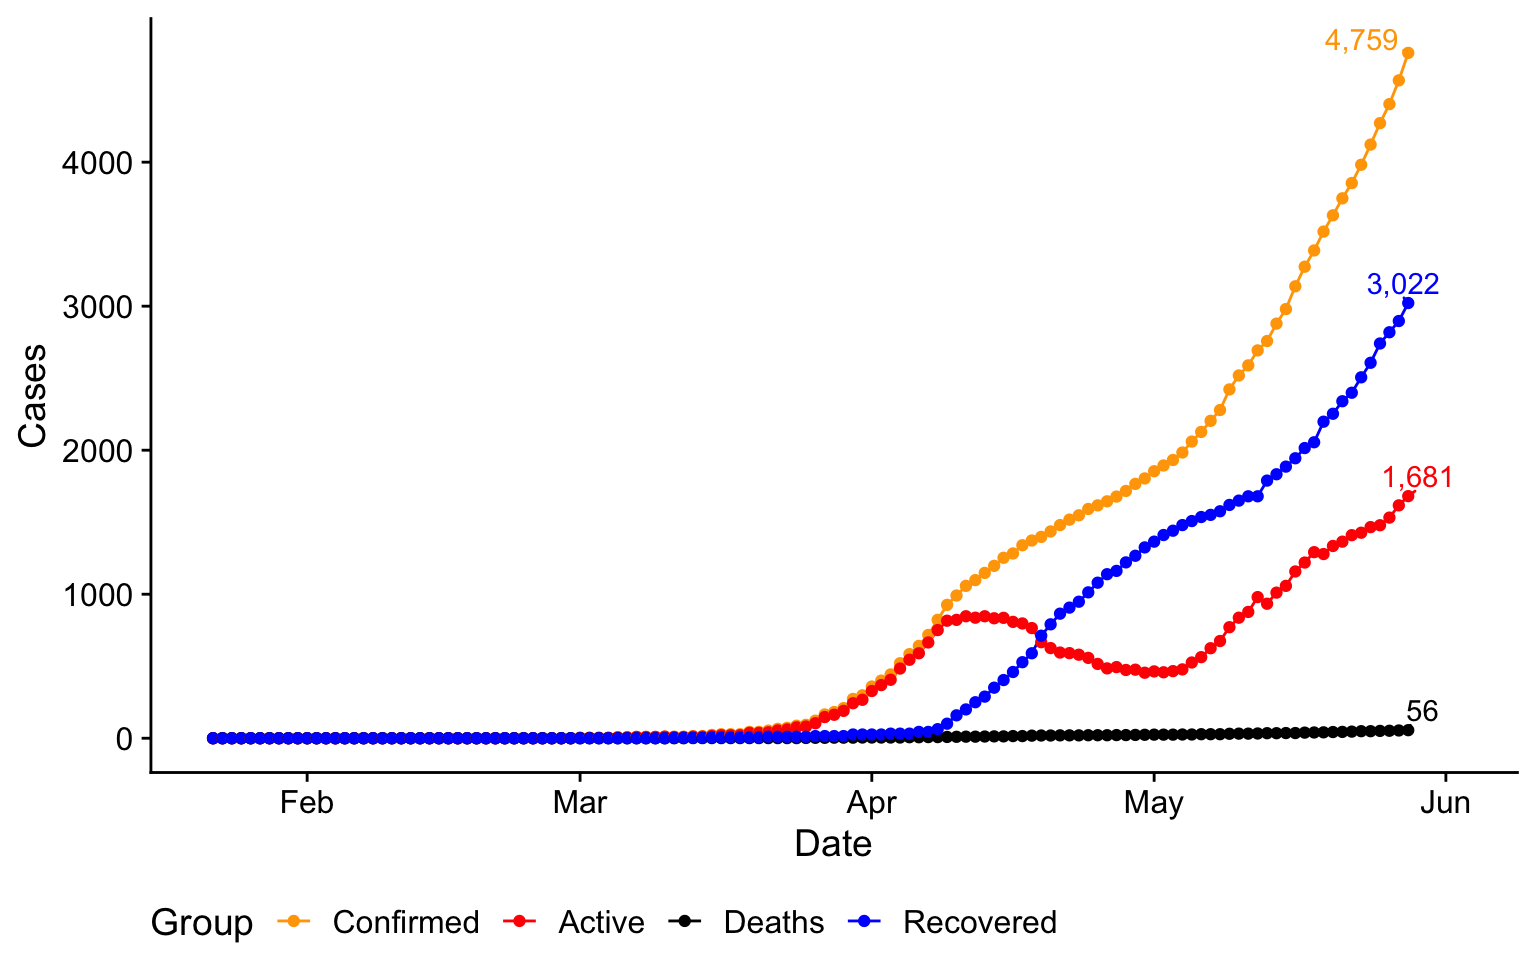 4,759
4000
3,022
3000
Cases
2000
1,681
1000
56
0
Feb Mar Apr May Jun
Date
Group Confirmed Active Deaths Recovered